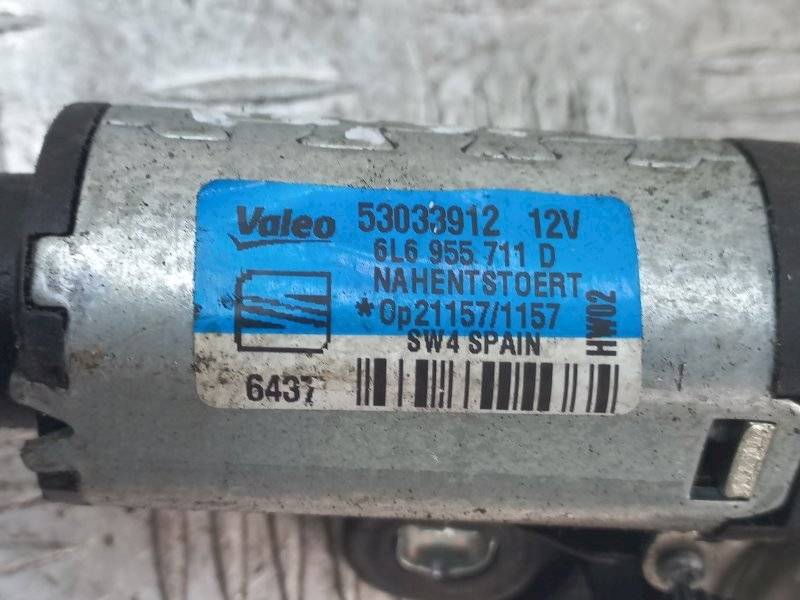 Valeo 53033912 12V
6L6 955 711 D
NAHENTSTOERT
*Op21157/1157
SW4 SPAIN
HW02
6437